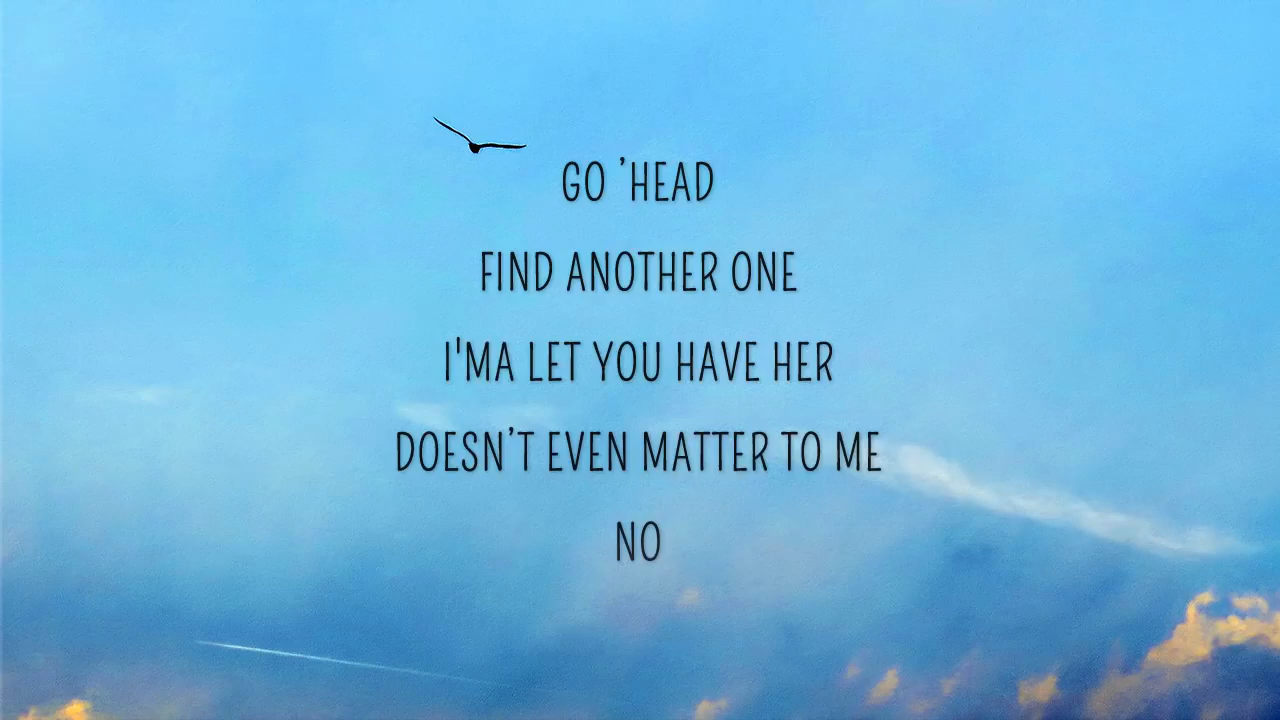 GO ’HEAD
FIND ANOTHER ONE
I'MA LET YOU HAVE HER
DOESN’T EVEN MATTER TO ME
NO